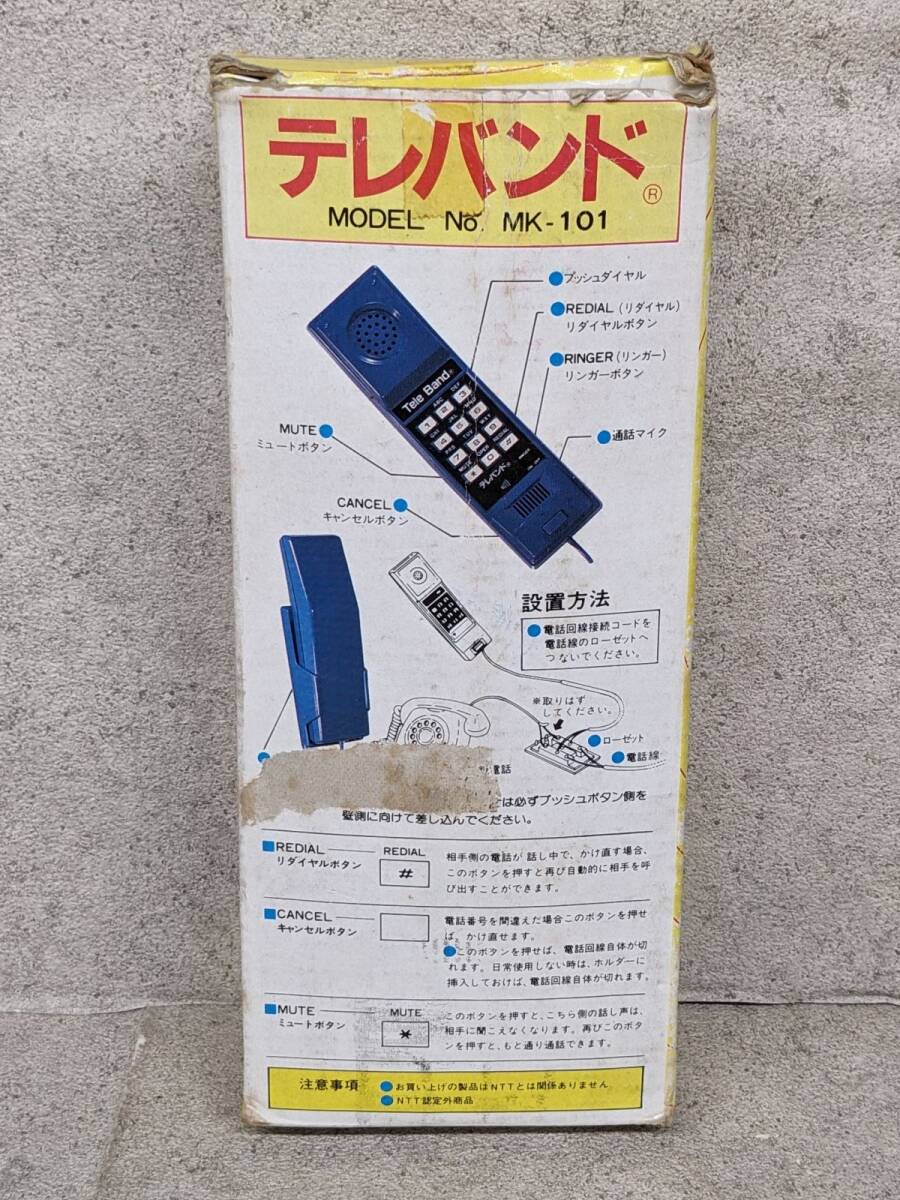 テレバンド
®
MODEL No. MK-101
プッシュダイヤル
REDIAL (リダイヤル)
リダイヤルボタン
RINGER (リンガー)
リンガーボタン
通話マイク
MUTE
ミュートボタン
CANCEL
キャンセルボタン
Tele Band
ABC DEF
1 2 3
4 5 6
7 8 9
* 0 #
テレバンド®
設置方法
電話回線接続コードを
電話線のローゼットへ
つないでください。
※取りはず
してください。
ローゼット
電話線
電話
は必ずプッシュボタン側を
壁側に向けて差し込んでください。
REDIAL
リダイヤルボタン
REDIAL
#
相手側の電話が話し中で、かけ直す場合、
このボタンを押すと再び自動的に相手を呼
び出すことができます。
CANCEL
キャンセルボタン
電話番号を間違えた場合このボタンを押せ
ば、かけ直せます。
このボタンを押せば、電話回線自体が切
れます。日常使用しない時は、ホルダーに
挿入しておけば、電話回線自体が切れます。
MUTE
ミュートボタン
MUTE
*
このボタンを押すと、こちら側の話し声は、
相手に聞こえなくなります。再びこのボタ
ンを押すと、もと通り通話できます。
注意事項
お買い上げの製品はNTTとは関係ありません
NTT認定外商品